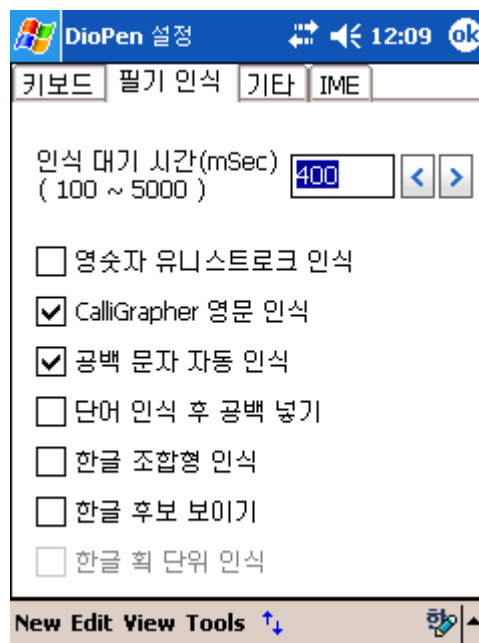 DioPen 설정 12:09 ok
키보드 필기 인식 기타 IME
인식 대기 시간(mSec) 400
( 100 ~ 5000 )
영숫자 유니스트로크 인식
CalliGrapher 영문 인식
공백 문자 자동 인식
단어 인식 후 공백 넣기
한글 조합형 인식
한글 후보 보이기
한글 획 단위 인식
New Edit View Tools 한